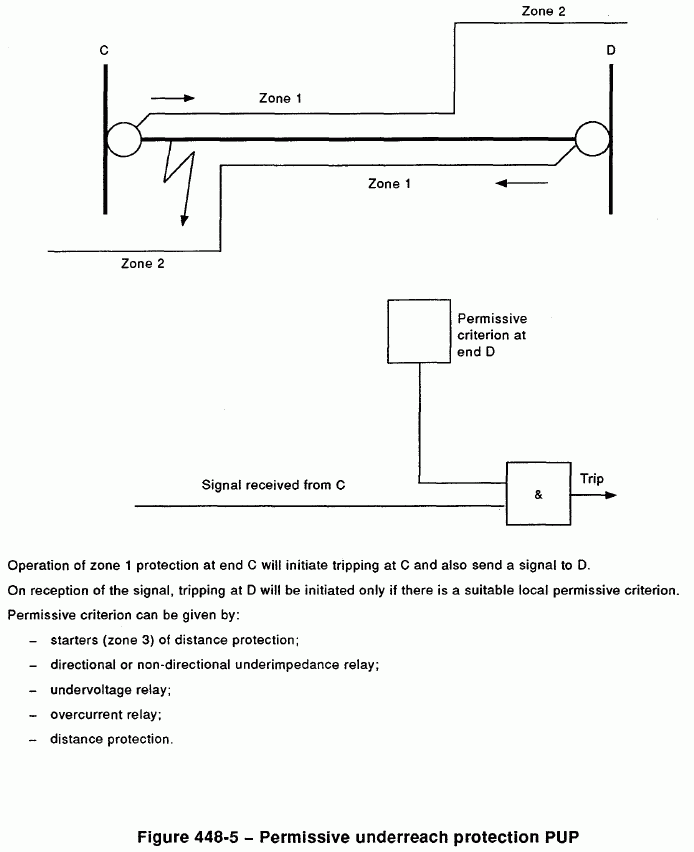 Zone 2
C
D
Zone 1
Zone 1
Zone 2
Permissive
criterion at
end D
Signal received from C
&
Trip
Operation of zone 1 protection at end C will initiate tripping at C and also send a signal to D.
On reception of the signal, tripping at D will be initiated only if there is a suitable local permissive criterion.
Permissive criterion can be given by:
– starters (zone 3) of distance protection;
– directional or non-directional underimpedance relay;
– undervoltage relay;
– overcurrent relay;
– distance protection.
Figure 448-5 – Permissive underreach protection PUP